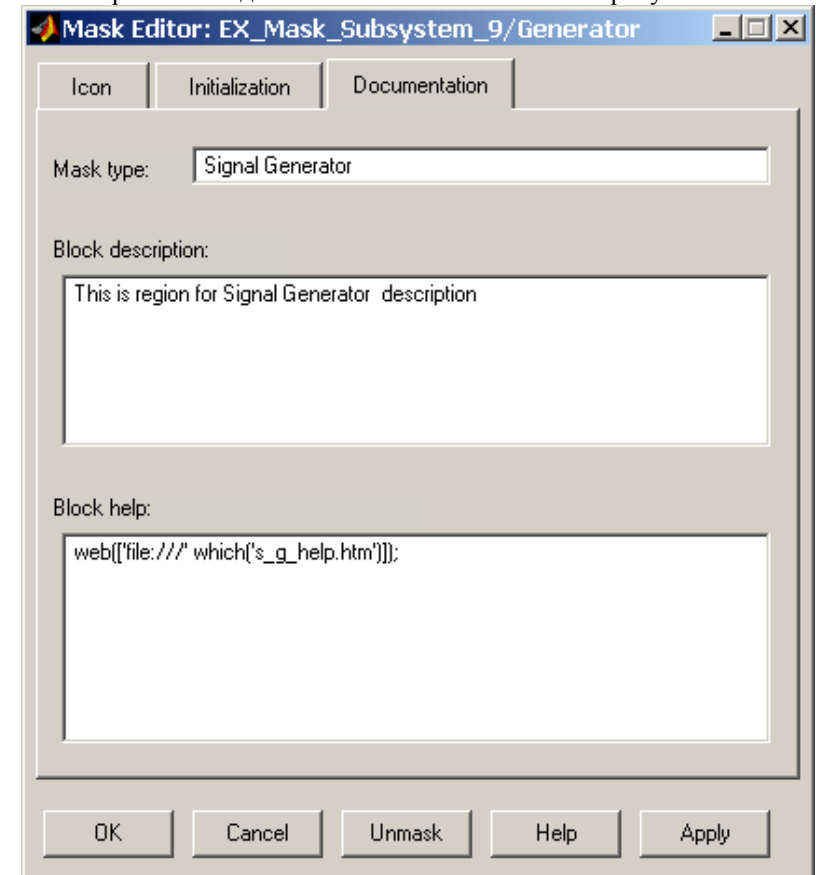 Mask Editor: EX_Mask_Subsystem_9/Generator
Icon Initialization Documentation
Mask type: Signal Generator
Block description:
This is region for Signal Generator description
Block help:
web(['file:///' which('s_g_help.htm')]);
OK Cancel Unmask Help Apply